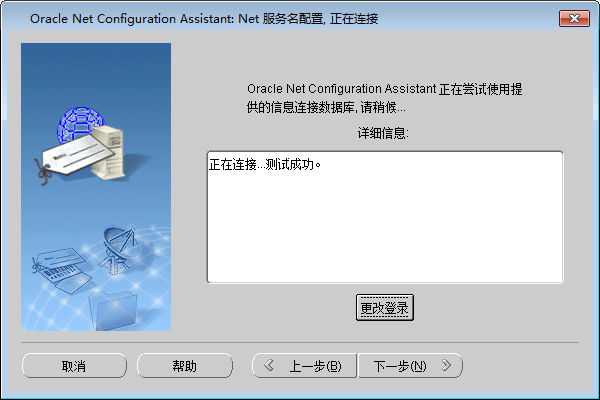 Oracle Net Configuration Assistant: Net 服务名配置, 正在连接
Oracle Net Configuration Assistant 正在尝试使用提
供的信息连接数据库, 请稍候...
详细信息:
正在连接...测试成功。
更改登录
取消
帮助
上一步(B)
下一步(N)